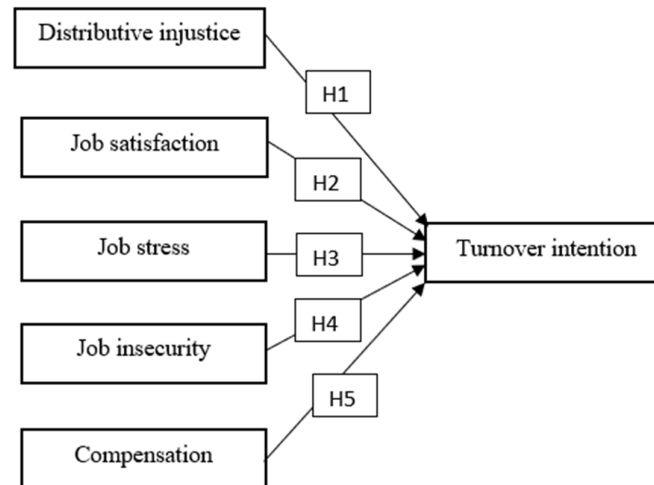 Distributive injustice
H1
Job satisfaction
H2
Job stress
H3
Turnover intention
Job insecurity
H4
Compensation
H5